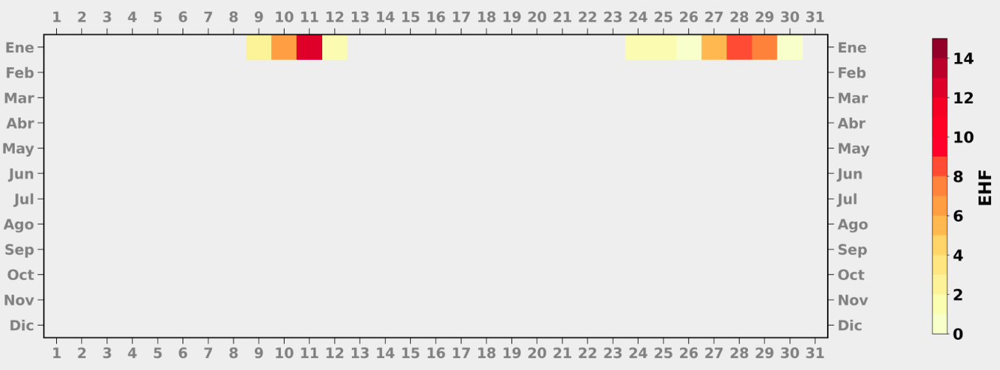 1 2 3 4 5 6 7 8 9 10 11 12 13 14 15 16 17 18 19 20 21 22 23 24 25 26 27 28 29 30 31
Ene Ene
Feb Feb
Mar Mar
Abr Abr
May May
Jun Jun
Jul Jul
Ago Ago
Sep Sep
Oct Oct
Nov Nov
Dic Dic
1 2 3 4 5 6 7 8 9 10 11 12 13 14 15 16 17 18 19 20 21 22 23 24 25 26 27 28 29 30 31
14
12
10
8
6
4
2
0
EHF